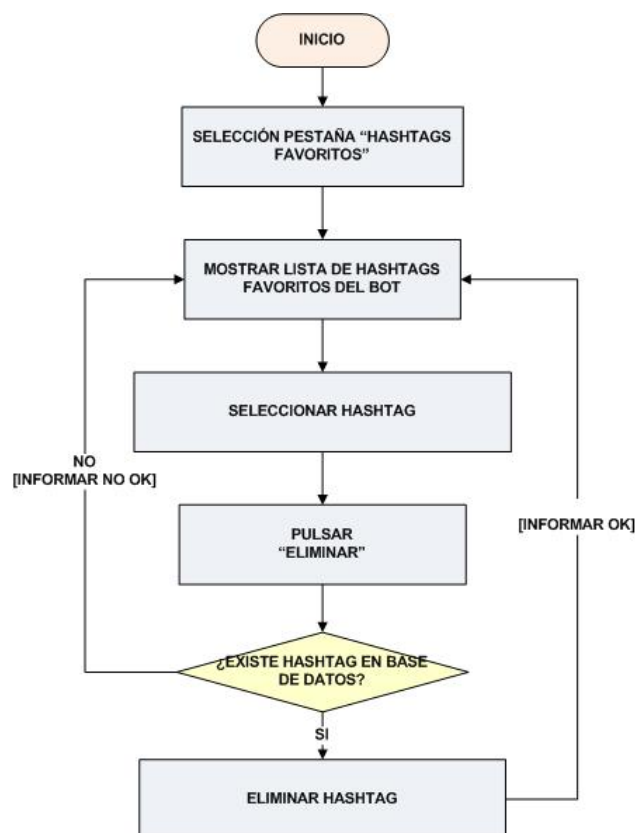 INICIO
SELECCIÓN PESTAÑA “HASHTAGS
FAVORITOS”
MOSTRAR LISTA DE HASHTAGS
FAVORITOS DEL BOT
SELECCIONAR HASHTAG
NO
[INFORMAR NO OK]
[INFORMAR OK]
PULSAR
“ELIMINAR”
¿EXISTE HASHTAG EN BASE
DE DATOS?
SI
ELIMINAR HASHTAG